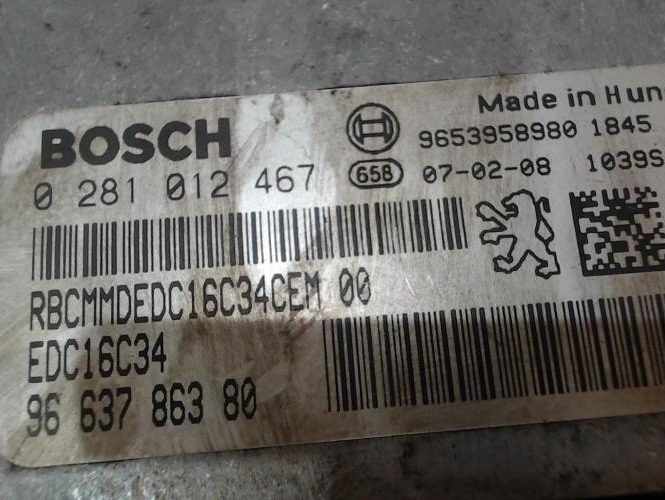 Made in Hun
BOSCH
9653958980 1845
0 281 012 467
658 07-02-08 1039S
RBCMMDEDC16C34CEM 00
EDC16C34
96 637 863 80